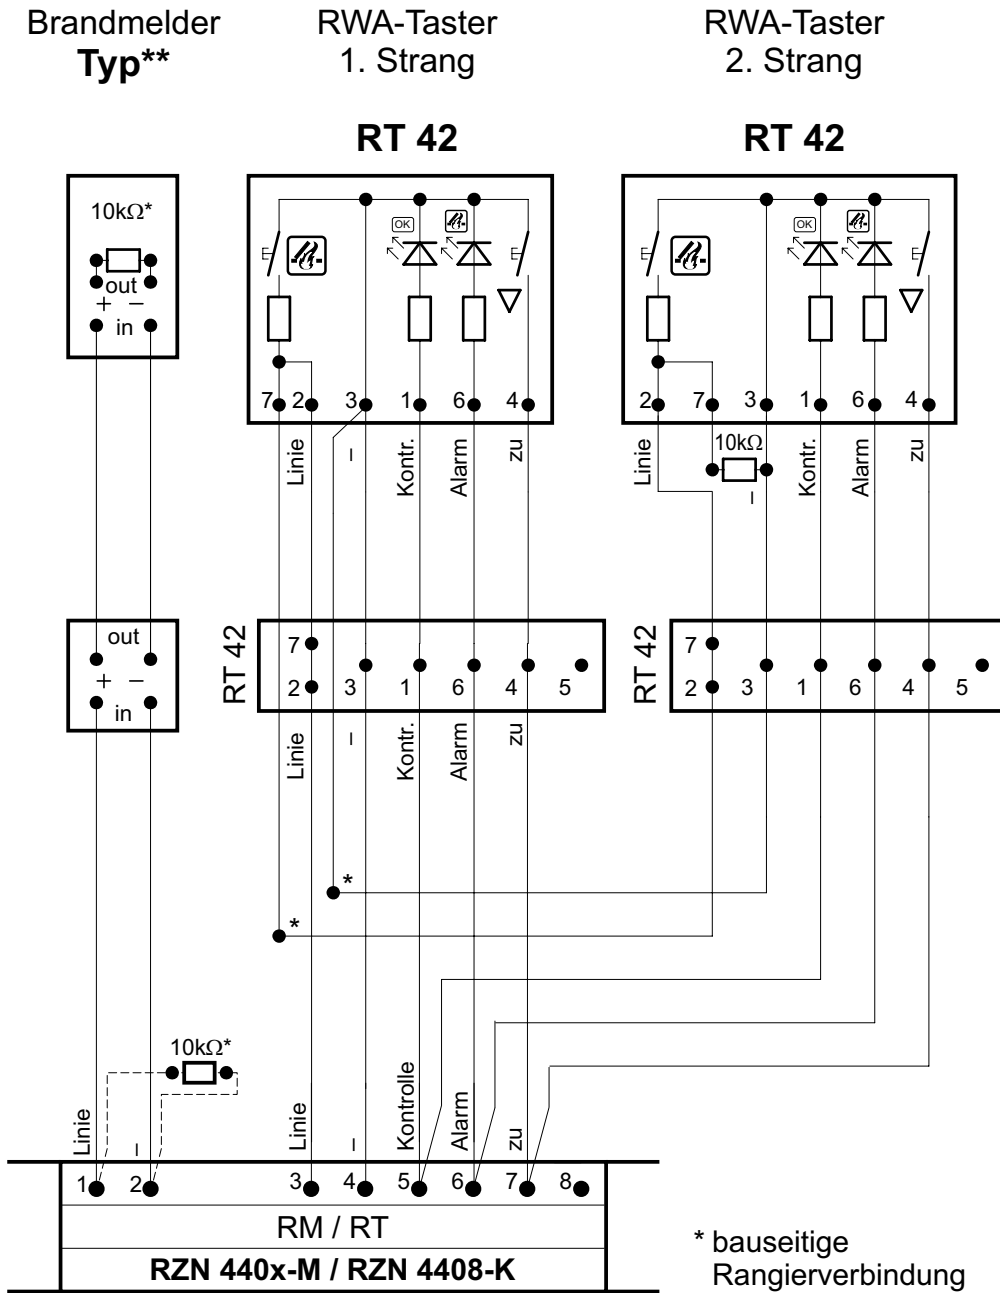 Brandmelder
Typ**
RWA-Taster
1. Strang
RWA-Taster
2. Strang
RT 42
RT 42
10kΩ*
out
+ −
in
OK
7 2 3 1 6 4
Linie
–
Kontr.
Alarm
zu
OK
2 7 3 1 6 4
Linie
10kΩ
–
Kontr.
Alarm
zu
out
+ −
in
RT 42
7
2 3 1 6 4 5
Linie
–
Kontr.
Alarm
zu
RT 42
7
2 3 1 6 4 5
*
*
10kΩ*
Linie
–
Linie
–
Kontrolle
Alarm
zu
1 2 3 4 5 6 7 8
RM / RT
RZN 440x-M / RZN 4408-K
* bauseitige
Rangierverbindung